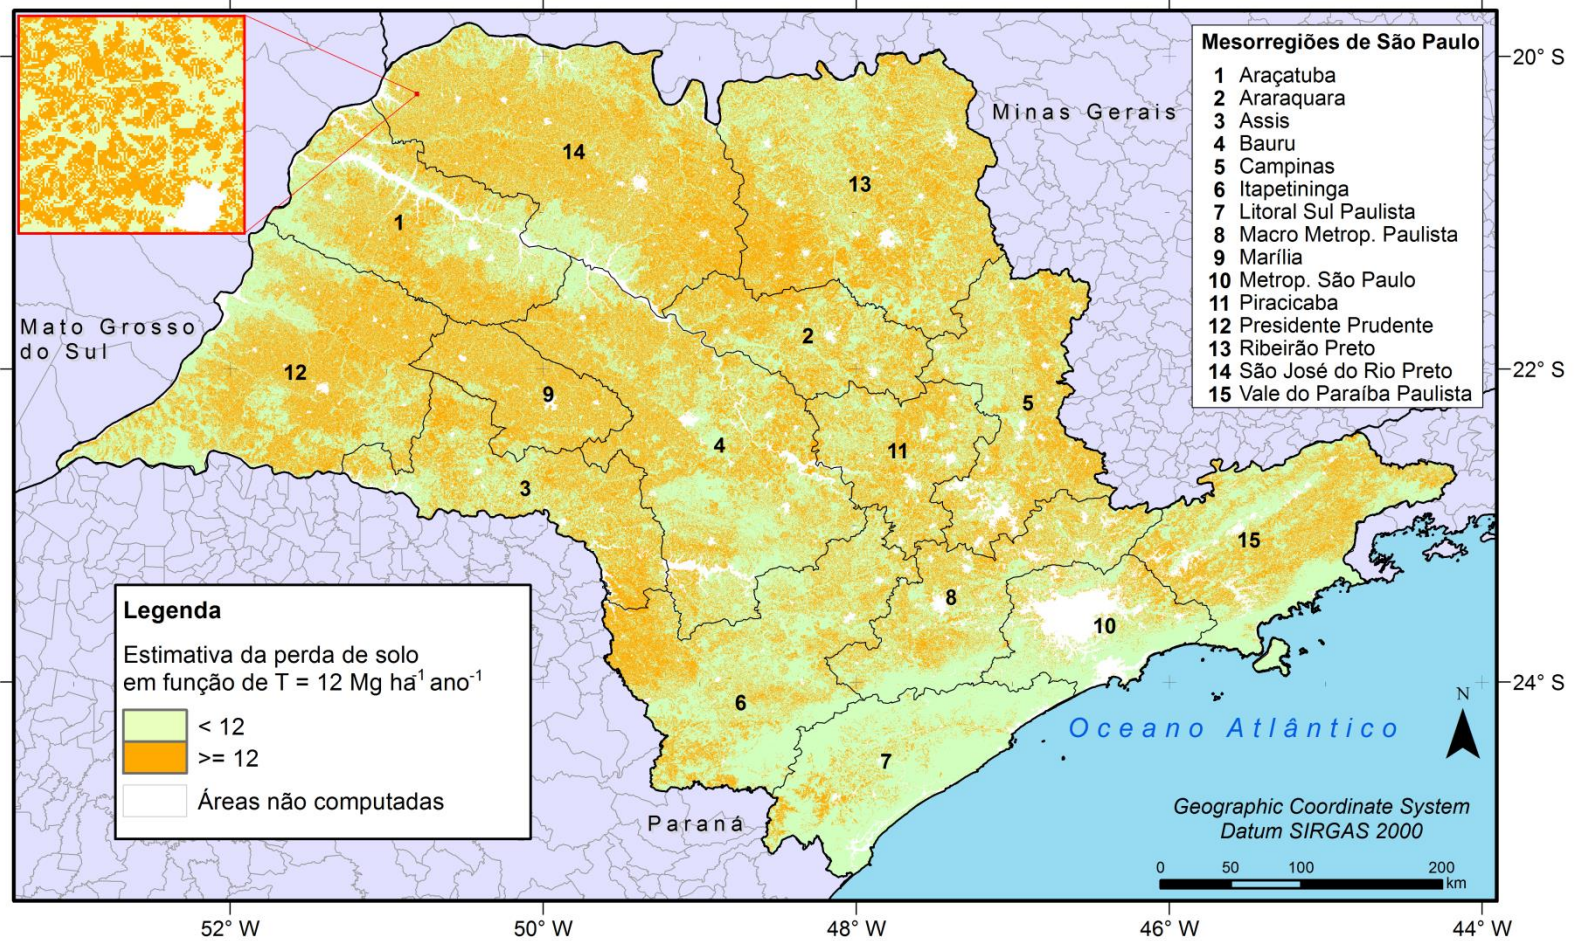 Mesorregiões de São Paulo
1 Araçatuba
2 Araraquara
3 Assis
4 Bauru
5 Campinas
6 Itapetininga
7 Litoral Sul Paulista
8 Macro Metrop. Paulista
9 Marília
10 Metrop. São Paulo
11 Piracicaba
12 Presidente Prudente
13 Ribeirão Preto
14 São José do Rio Preto
15 Vale do Paraíba Paulista
20° S
22° S
24° S
Minas Gerais
Mato Grosso
do Sul
Paraná
14
13
1
2
12
9
5
4
11
3
15
8
10
6
7
Legenda
Estimativa da perda de solo
em função de T = 12 Mg ha⁻¹ ano⁻¹
< 12
>= 12
Áreas não computadas
Oceano Atlântico
N
Geographic Coordinate System
Datum SIRGAS 2000
0 50 100 200
km
52° W 50° W 48° W 46° W 44° W